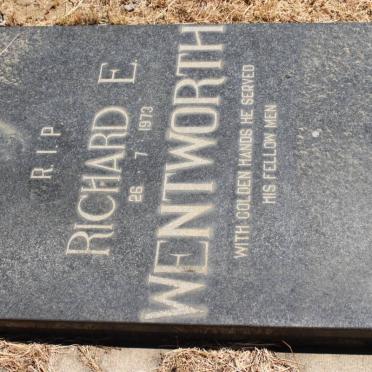 R.I.P
RICHARD E.
26 7 1973
WENTWORTH
WITH GOLDEN HANDS HE SERVED
HIS FELLOW MEN